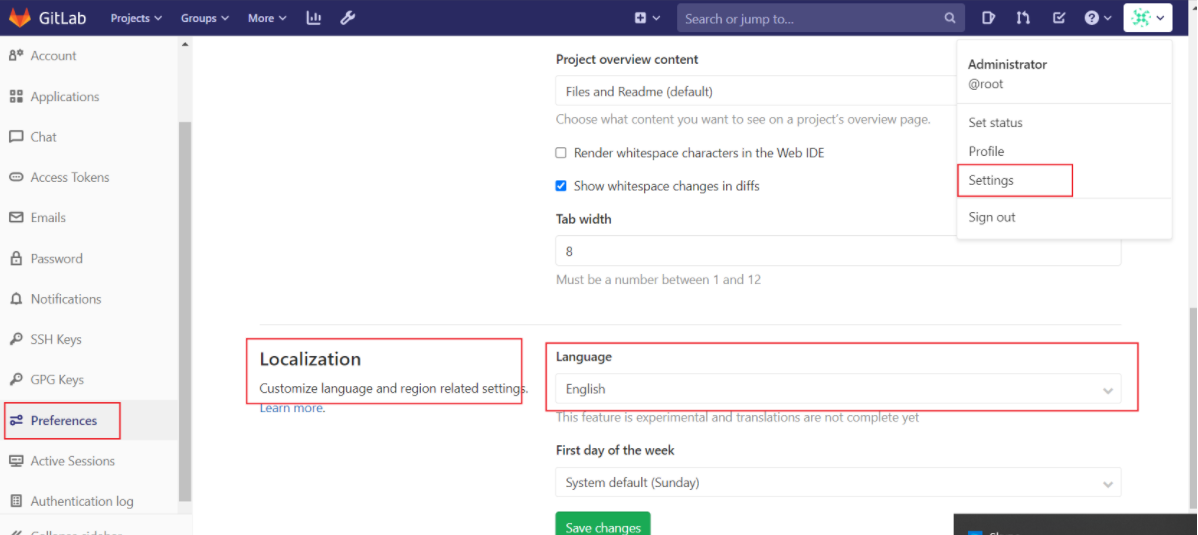 GitLab Projects Groups More Search or jump to...
Account
Applications
Chat
Access Tokens
Emails
Password
Notifications
SSH Keys
GPG Keys
Preferences
Active Sessions
Authentication log
Collapse sidebar
Project overview content
Files and Readme (default)
Choose what content you want to see on a project's overview page.
Render whitespace characters in the Web IDE
Show whitespace changes in diffs
Tab width
8
Must be a number between 1 and 12
Localization
Customize language and region related settings.
Learn more.
Language
English
This feature is experimental and translations are not complete yet
First day of the week
System default (Sunday)
Save changes
Administrator
@root
Set status
Profile
Settings
Sign out